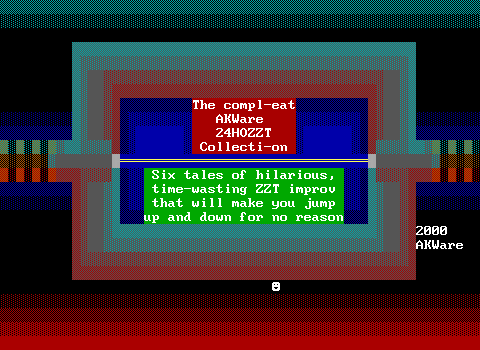 The compl-eat
AKWare
24HOZZT
Collecti-on
Six tales of hilarious,
time-wasting ZZT improv
that will make you jump
up and down for no reason
2000
AKWare